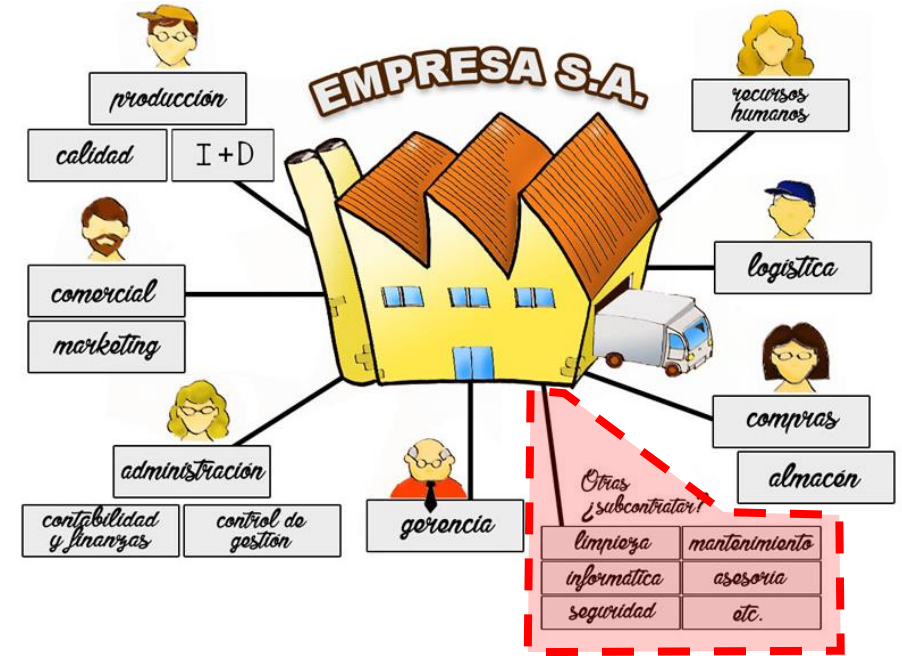 EMPRESA S.A.
producción
calidad
I+D
comercial
marketing
administración
contabilidad
y finanzas
control de
gestión
gerencia
Otras
¿subcontratar?
limpieza
mantenimiento
informática
asesoría
seguridad
etc.
recursos
humanos
logística
compras
almacén